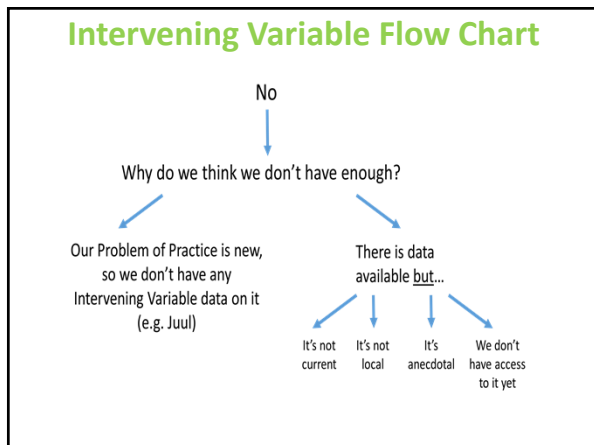 Intervening Variable Flow Chart
No
Why do we think we don't have enough?
Our Problem of Practice is new,
so we don't have any
Intervening Variable data on it
(e.g. Juul)
There is data
available but...
It's not
current
It's not
local
It's
anecdotal
We don't
have access
to it yet